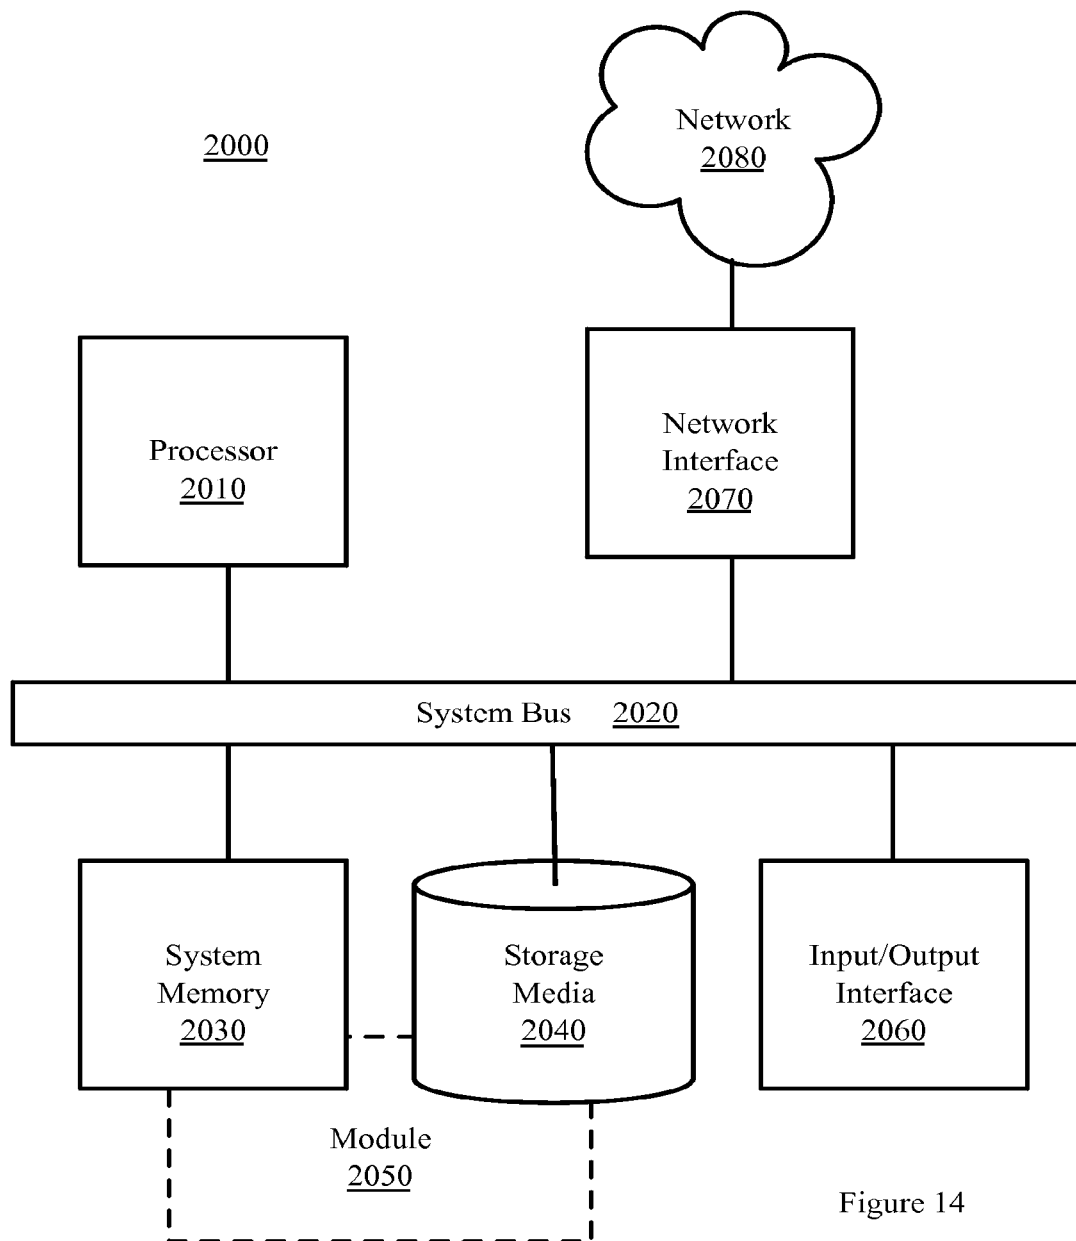 Network
2080
2000
Network
Interface
2070
Processor
2010
System Bus 2020
System
Memory
2030
Storage
Media
2040
Input/Output
Interface
2060
Module
2050
Figure 14